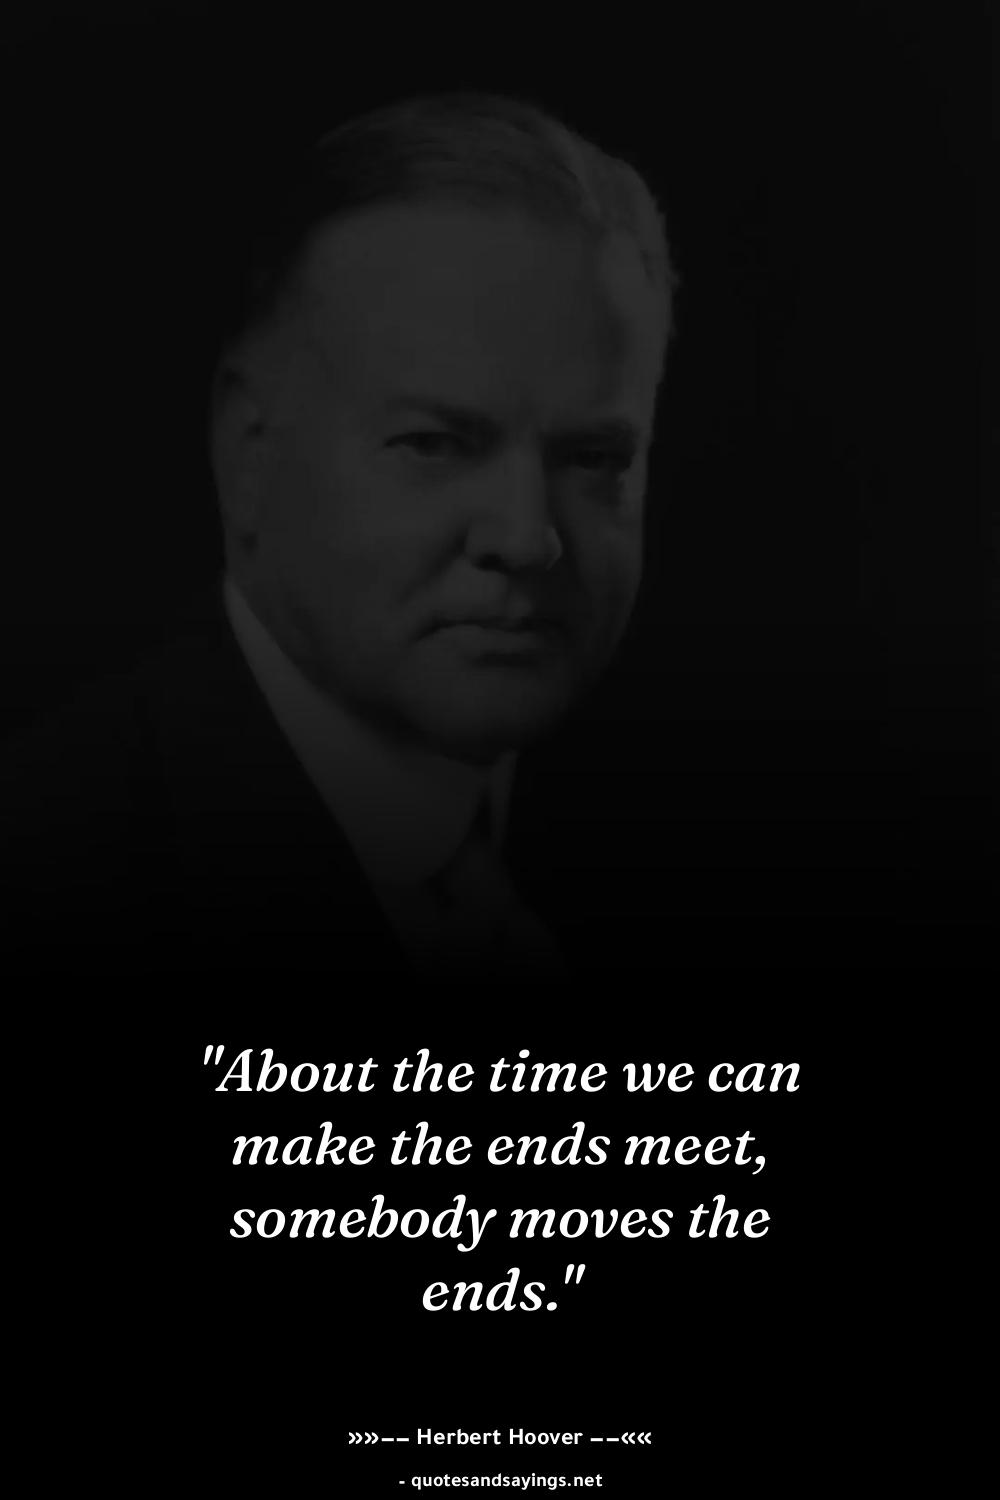 "About the time we can
make the ends meet,
somebody moves the
ends."
»»–– Herbert Hoover ––««
- quotesandsayings.net